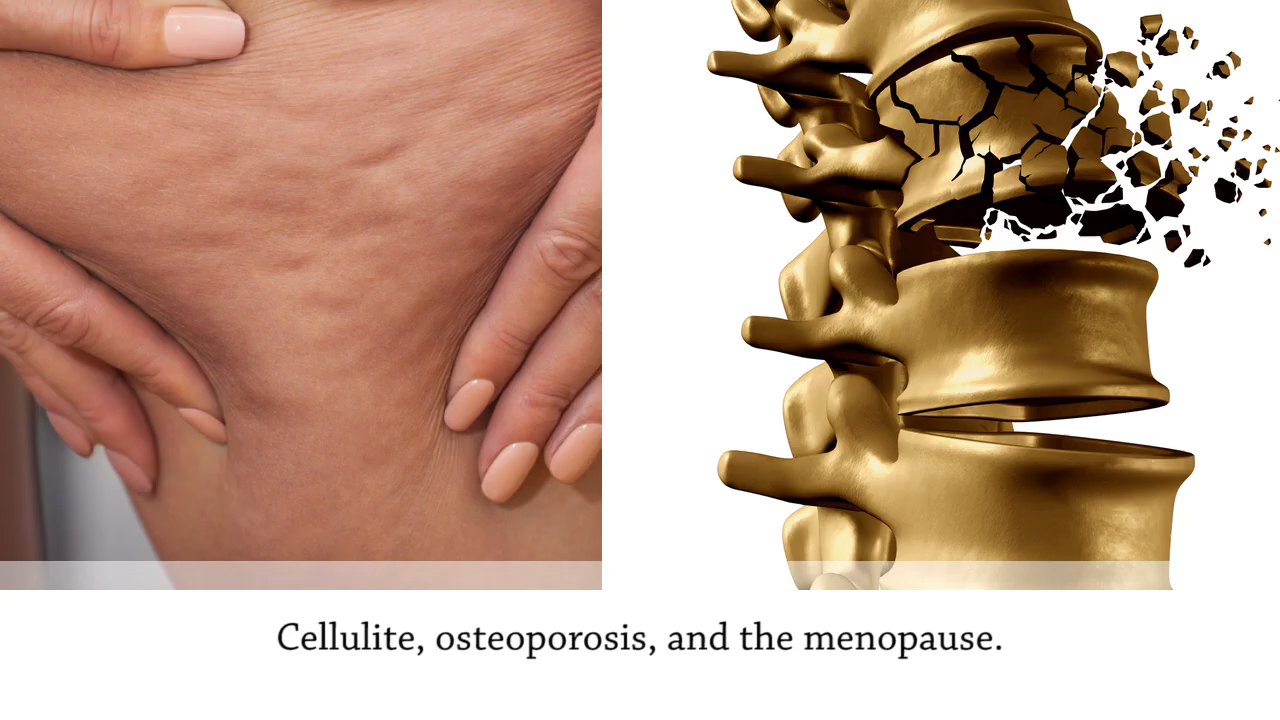 Cellulite, osteoporosis, and the menopause.